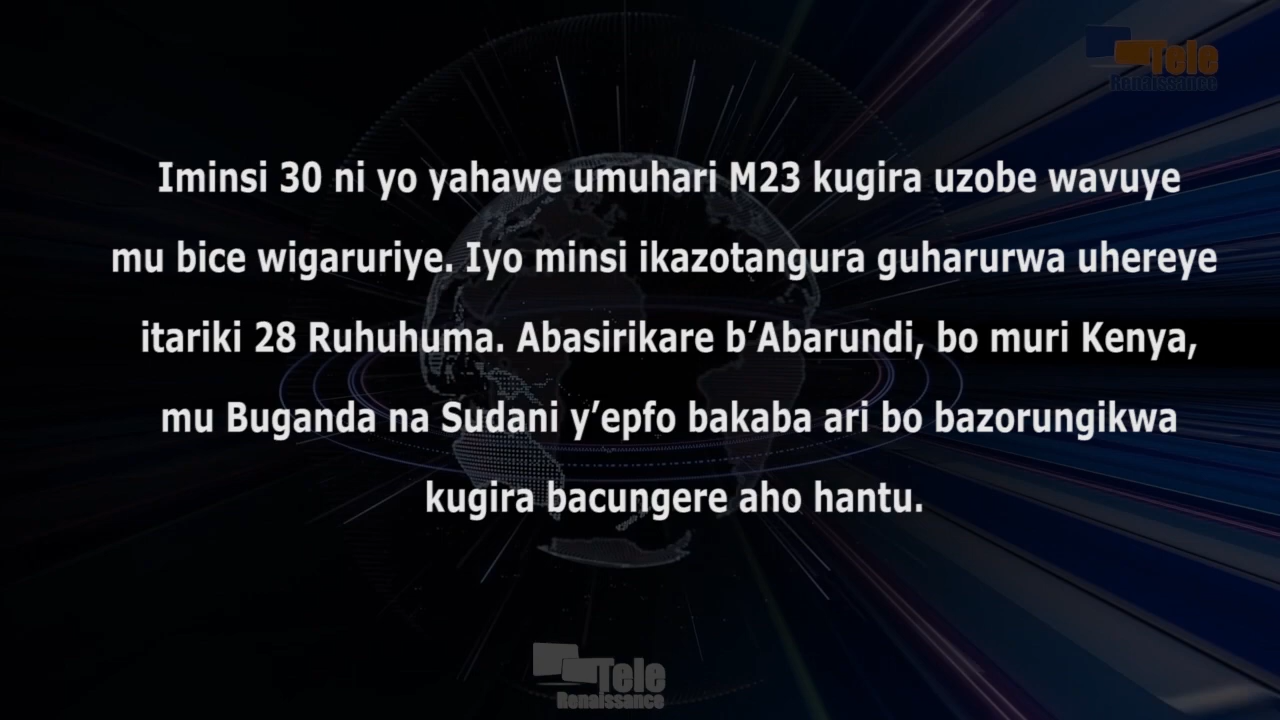 Tele
Renaissance
Iminsi 30 ni yo yahawe umuhari M23 kugira uzobe wavuye
mu bice wigaruriye. Iyo minsi ikazotangura guharurwa uhereye
itariki 28 Ruhuhuma. Abasirikare b’Abarundi, bo muri Kenya,
mu Buganda na Sudani y’epfo bakaba ari bo bazorungikwa
kugira bacungere aho hantu.
Tele
Renaissance